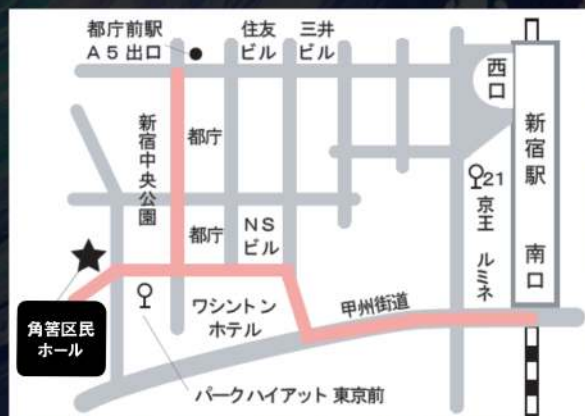 都庁前駅
A5出口
住友
ビル
三井
ビル
西口
新宿駅
南口
新宿中央公園
都庁
21
京王
ルミネ
都庁
NS
ビル
角筈区民
ホール
ワシントン
ホテル
甲州街道
パークハイアット東京前